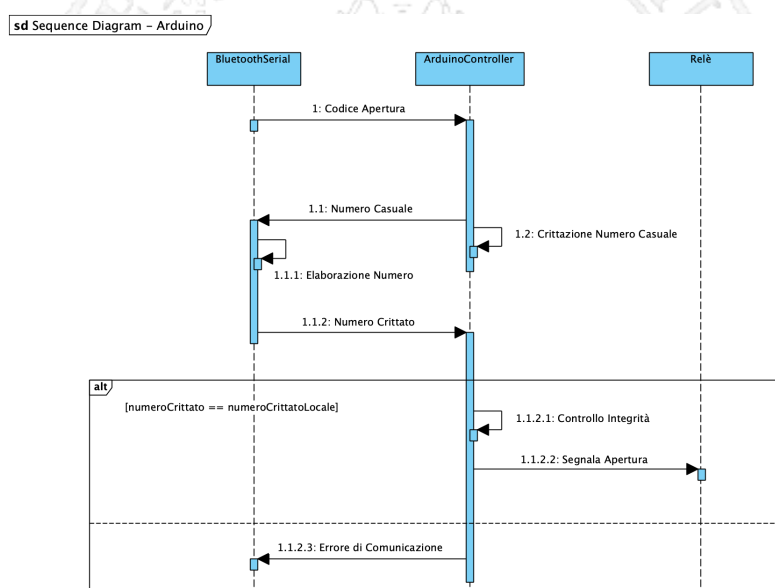 sd Sequence Diagram – Arduino
BluetoothSerial
ArduinoController
Relè
1: Codice Apertura
1.1: Numero Casuale
1.2: Crittazione Numero Casuale
1.1.1: Elaborazione Numero
1.1.2: Numero Crittato
alt
[numeroCrittato == numeroCrittatoLocale]
1.1.2.1: Controllo Integrità
1.1.2.2: Segnala Apertura
1.1.2.3: Errore di Comunicazione